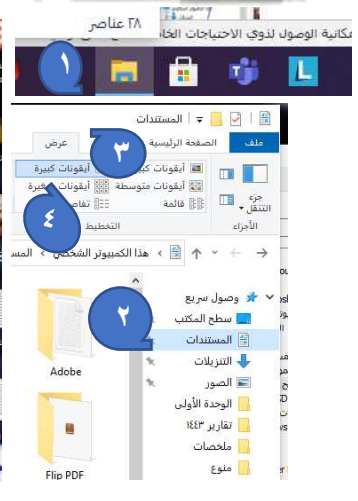 ٢٨ عناصر
مكانية الوصول لذوي الاحتياجات
١
المستندات
ملف
الصفحة الرئيسية
عرض
٣
أيقونات كبيرة
أيقونات متوسطة
قائمة
جزء التنقل
الأجزاء
التخطيط
٤
هذا الكمبيوتر الشخصي
وصول سريع
سطح المكتب
٢
المستندات
التنزيلات
الصور
الوحدة الأولى
تقارير ١٤٤٣
ملخصات
منوع
Adobe
Flip PDF